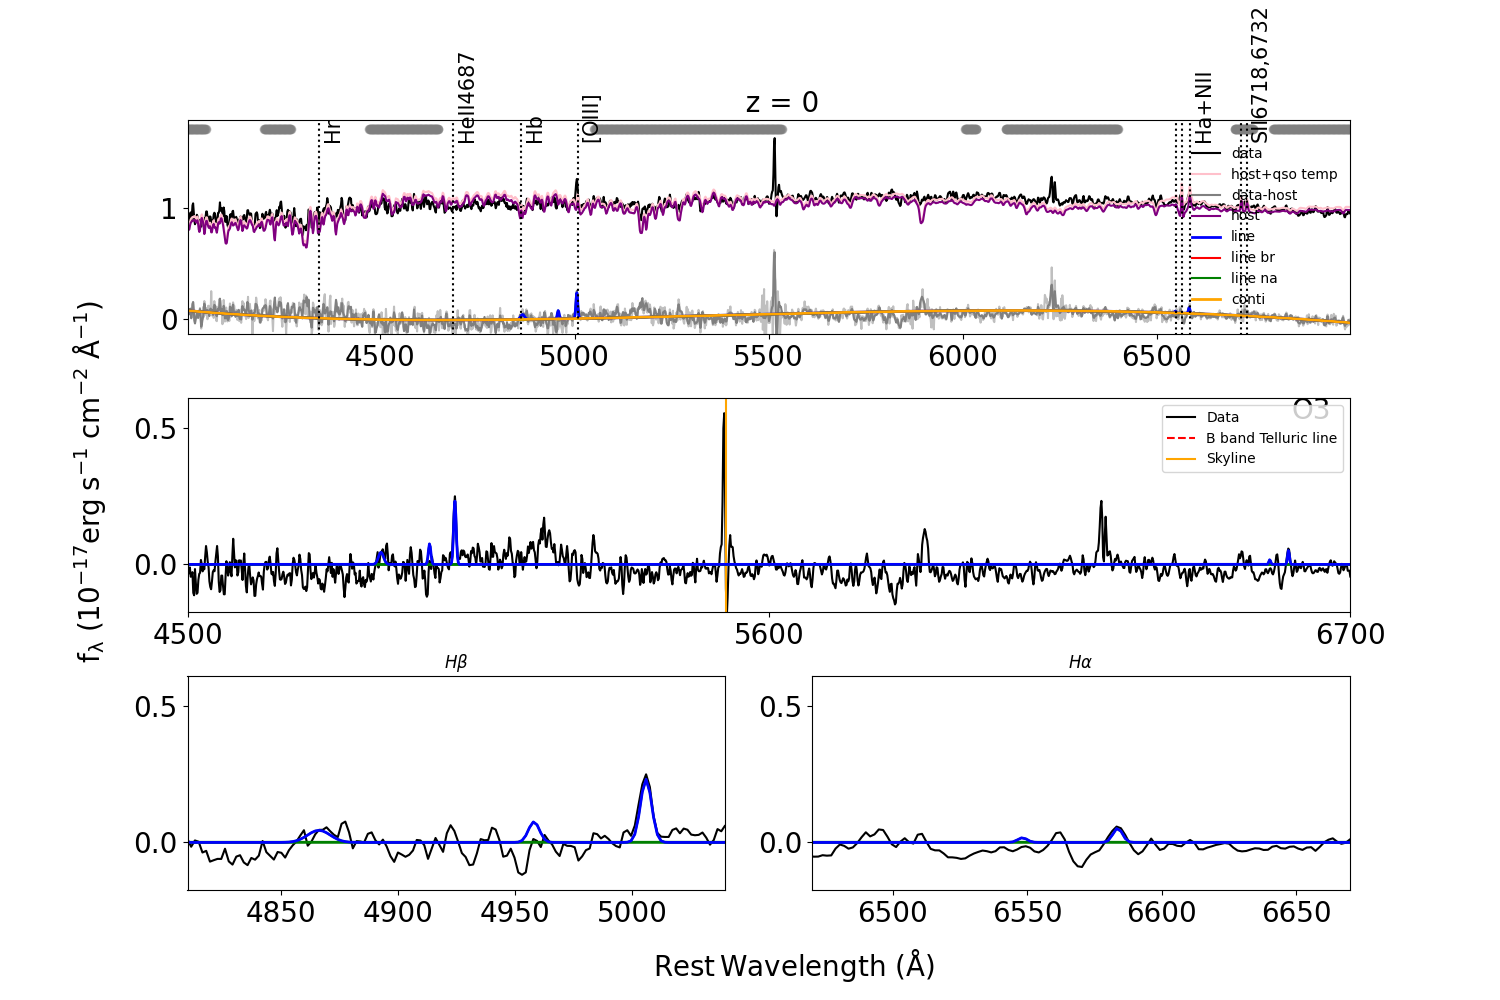 z = 0
Hr
HeII4687
Hb
[OIII]
Ha+NII
SII6718,6732
data
host+qso temp
data-host
host
line
line br
line na
conti
1
0
4500 5000 5500 6000 6500
O3
Data
B band Telluric line
Skyline
0.5
0.0
4500 5600 6700
f_λ (10^−17 erg s^−1 cm^−2 Å^−1)
Hβ
0.5
0.0
4850 4900 4950 5000
Hα
0.5
0.0
6500 6550 6600 6650
Rest Wavelength (Å)